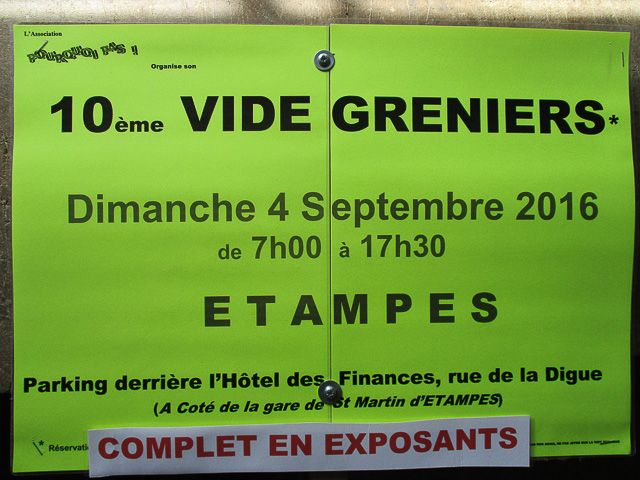 L'Association
POURQUOI PAS !!
Organise son
10ème VIDE GRENIERS*
Dimanche 4 Septembre 2016
de 7h00 à 17h30
ETAMPES
Parking derrière l'Hôtel des Finances, rue de la Digue
(A Coté de la gare de St Martin d'ETAMPES)
* Réservatio
COMPLET EN EXPOSANTS